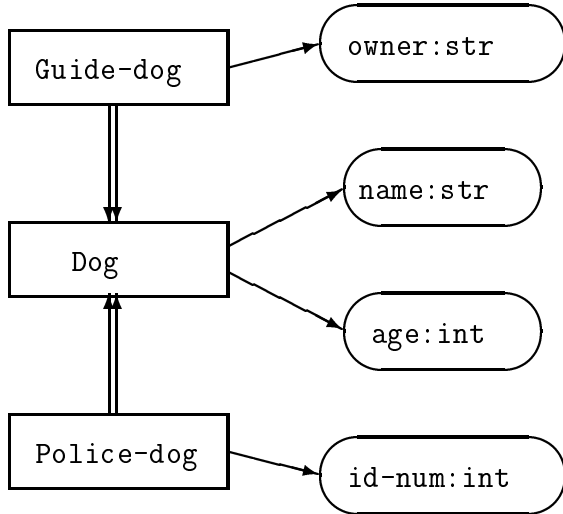 Guide-dog
owner:str
name:str
Dog
age:int
Police-dog
id-num:int